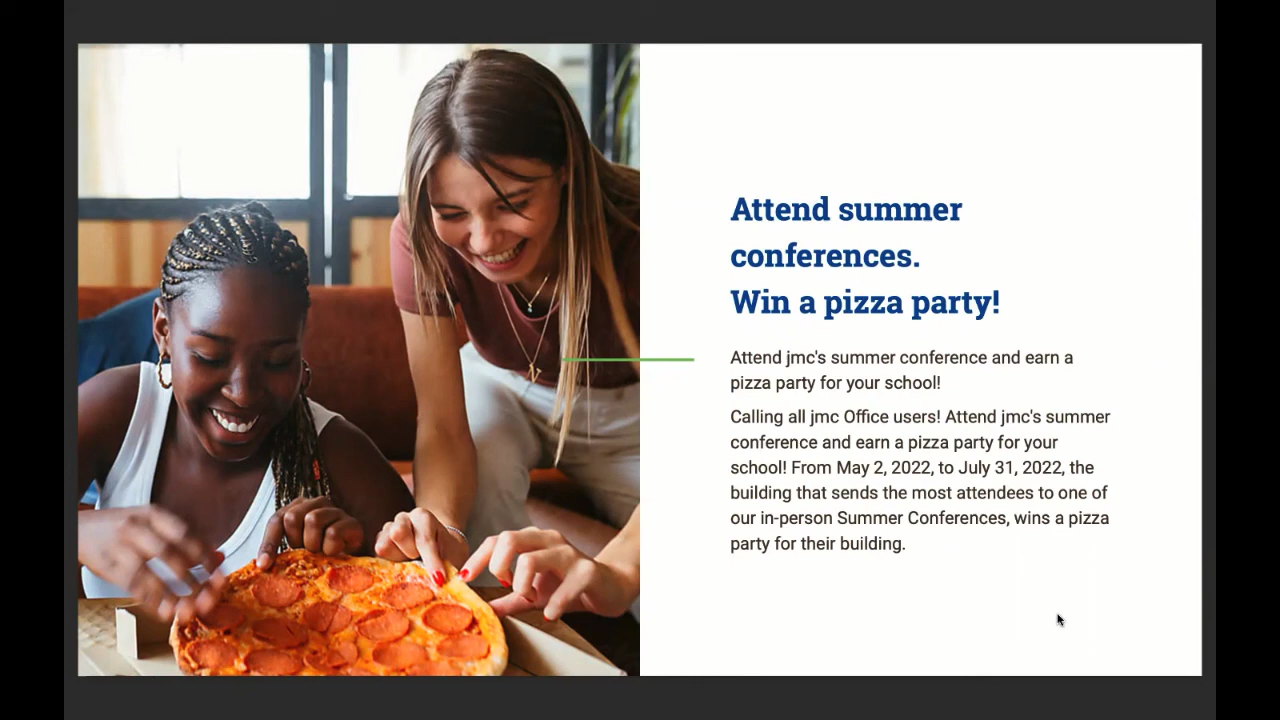 Attend summer
conferences.
Win a pizza party!
Attend jmc's summer conference and earn a
pizza party for your school!
Calling all jmc Office users! Attend jmc's summer
conference and earn a pizza party for your
school! From May 2, 2022, to July 31, 2022, the
building that sends the most attendees to one of
our in-person Summer Conferences, wins a pizza
party for their building.